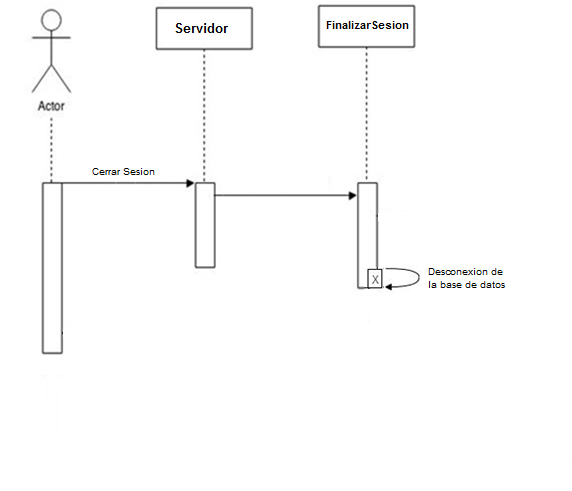 Servidor
FinalizarSesion
Actor
Cerrar Sesion
Desconexion de
la base de datos
X